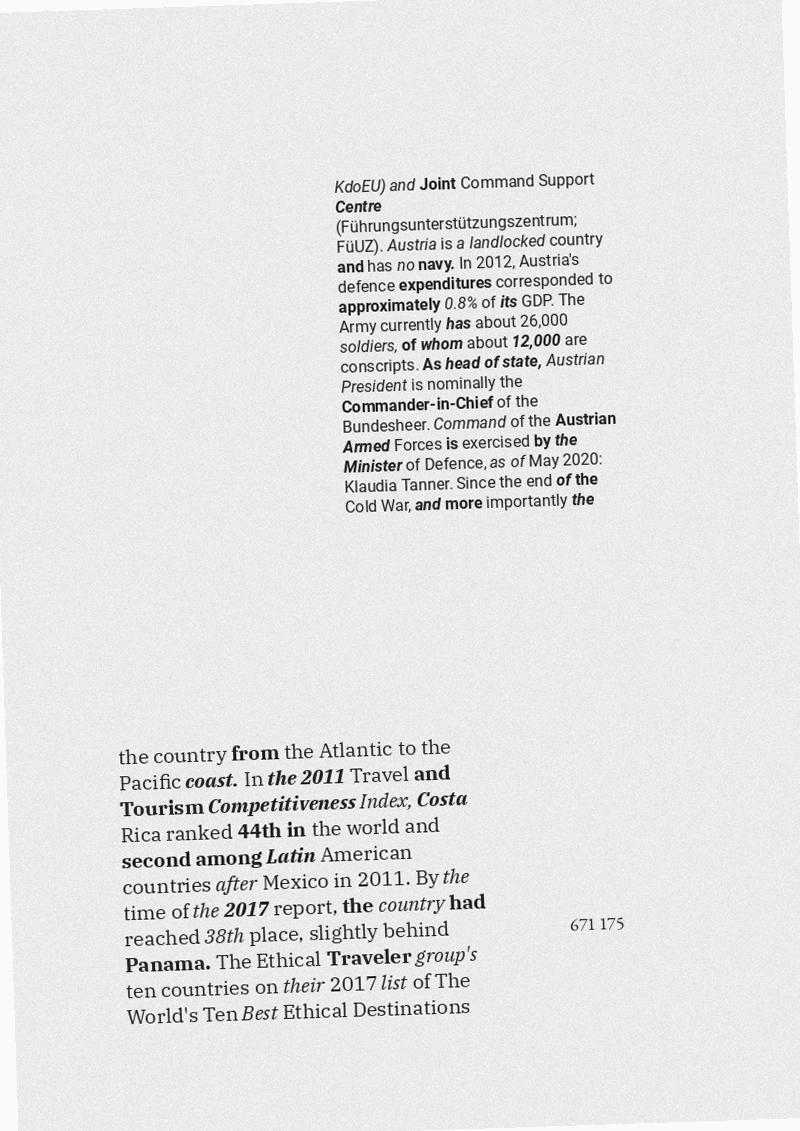 KdoEU) and Joint Command Support
Centre
(Führungsunterstützungszentrum;
FüUZ). Austria is a landlocked country
and has no navy. In 2012, Austria's
defence expenditures corresponded to
approximately 0.8% of its GDP. The
Army currently has about 26,000
soldiers, of whom about 12,000 are
conscripts. As head of state, Austrian
President is nominally the
Commander-in-Chief of the
Bundesheer. Command of the Austrian
Armed Forces is exercised by the
Minister of Defence, as of May 2020:
Klaudia Tanner. Since the end of the
Cold War, and more importantly the
the country from the Atlantic to the
Pacific coast. In the 2011 Travel and
Tourism Competitiveness Index, Costa
Rica ranked 44th in the world and
second among Latin American
countries after Mexico in 2011. By the
time of the 2017 report, the country had
reached 38th place, slightly behind
Panama. The Ethical Traveler group's
ten countries on their 2017 list of The
World's Ten Best Ethical Destinations
671 175